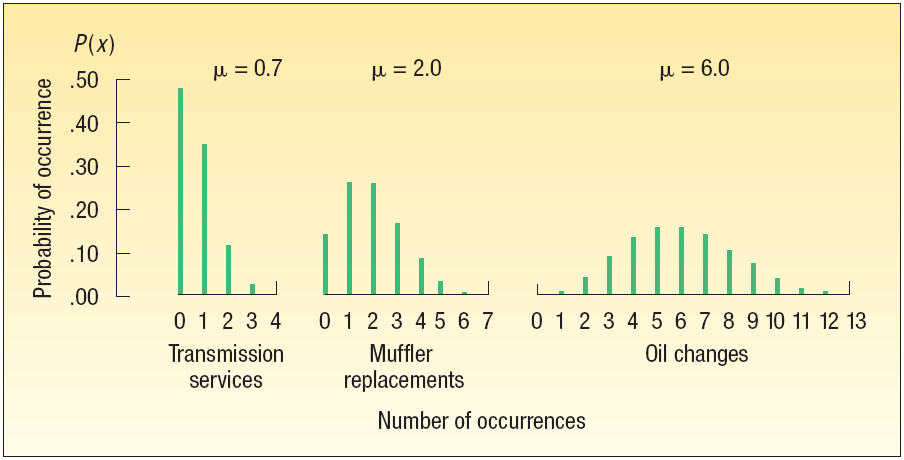 P(x)
μ = 0.7
μ = 2.0
μ = 6.0
Probability of occurrence
.50
.40
.30
.20
.10
.00
0 1 2 3 4
0 1 2 3 4 5 6 7
0 1 2 3 4 5 6 7 8 9 10 11 12 13
Transmission
services
Muffler
replacements
Oil changes
Number of occurrences